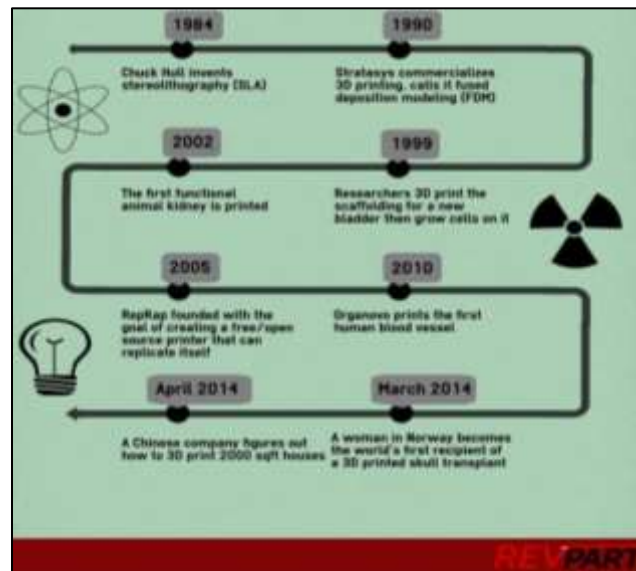 1984
Chuck Hull invents
stereolithography (SLA)
1990
Stratasys commercializes
3D printing, calls it fused
deposition modeling (FDM)
1999
Researchers 3D print the
scaffolding for a new
bladder then grow cells on it
2002
The first functional
animal kidney is printed
2005
RepRap founded with the
goal of creating a free/open
source printer that can
replicate itself
2010
Organovo prints the first
human blood vessel
March 2014
A woman in Norway becomes
the world's first recipient of
a 3D printed skull transplant
April 2014
A Chinese company figures out
how to 3D print 2000 sqft houses
REVPART